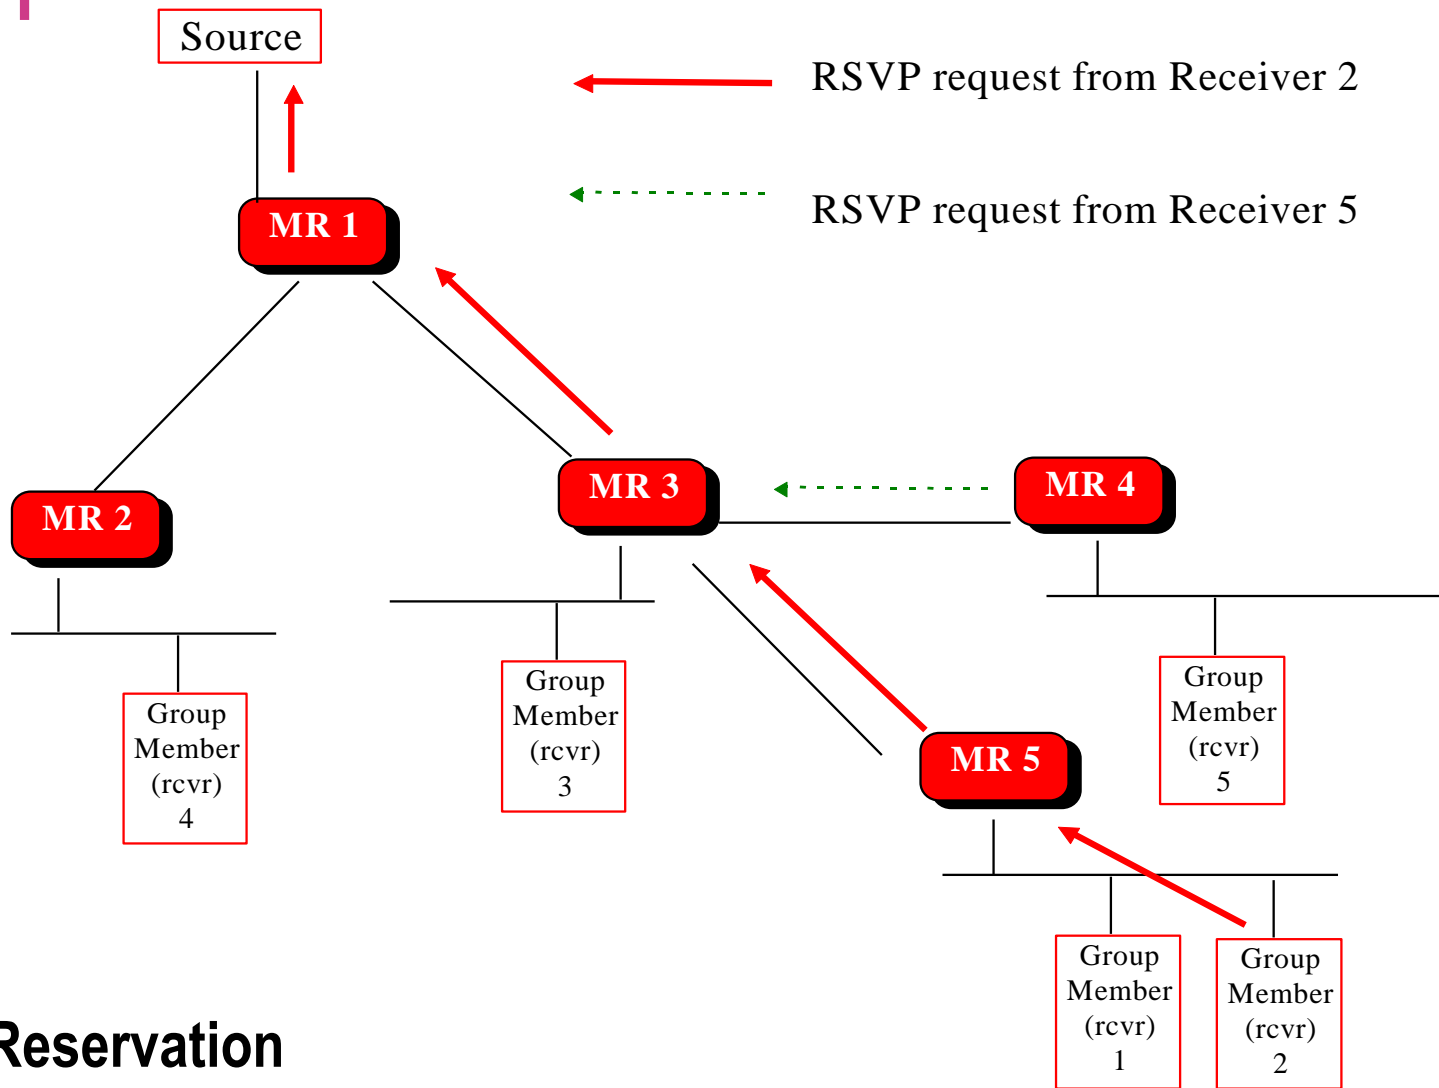 Source
RSVP request from Receiver 2
RSVP request from Receiver 5
MR 1
MR 2
MR 3
MR 4
Group
Member
(rcvr)
4
Group
Member
(rcvr)
3
Group
Member
(rcvr)
5
MR 5
Group
Member
(rcvr)
1
Group
Member
(rcvr)
2
Reservation